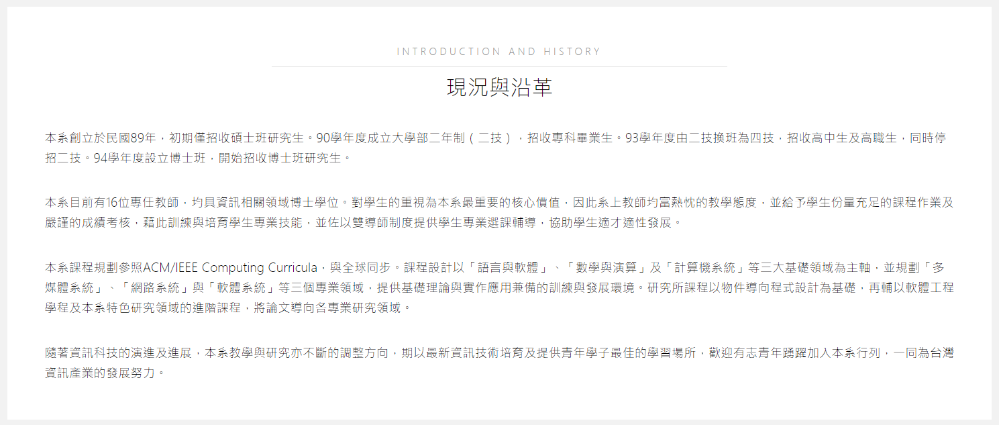 INTRODUCTION AND HISTORY
現況與沿革
本系創立於民國89年，初期僅招收碩士班研究生。90學年度成立大學部二年制（二技），招收專科畢業生。93學年度由二技換班為四技，招收高中生及高職生，同時停
招二技。94學年度設立博士班，開始招收博士班研究生。
本系目前有16位專任教師，均具資訊相關領域博士學位。對學生的重視為本系最重要的核心價值，因此系上教師均富熱忱的教學態度，並給予學生份量充足的課程作業及
嚴謹的成績考核，藉此訓練與培育學生專業技能，並佐以雙導師制度提供學生專業選課輔導，協助學生適才適性發展。
本系課程規劃參照ACM/IEEE Computing Curricula，與全球同步。課程設計以「語言與軟體」、「數學與演算」及「計算機系統」等三大基礎領域為主軸，並規劃「多
媒體系統」、「網路系統」與「軟體系統」等三個專業領域，提供基礎理論與實作應用兼備的訓練與發展環境。研究所課程以物件導向程式設計為基礎，再輔以軟體工程
學程及本系特色研究領域的進階課程，將論文導向各專業研究領域。
隨著資訊科技的演進及進展，本系教學與研究亦不斷的調整方向，期以最新資訊技術培育及提供青年學子最佳的學習場所，歡迎有志青年踴躍加入本系行列，一同為台灣
資訊產業的發展努力。